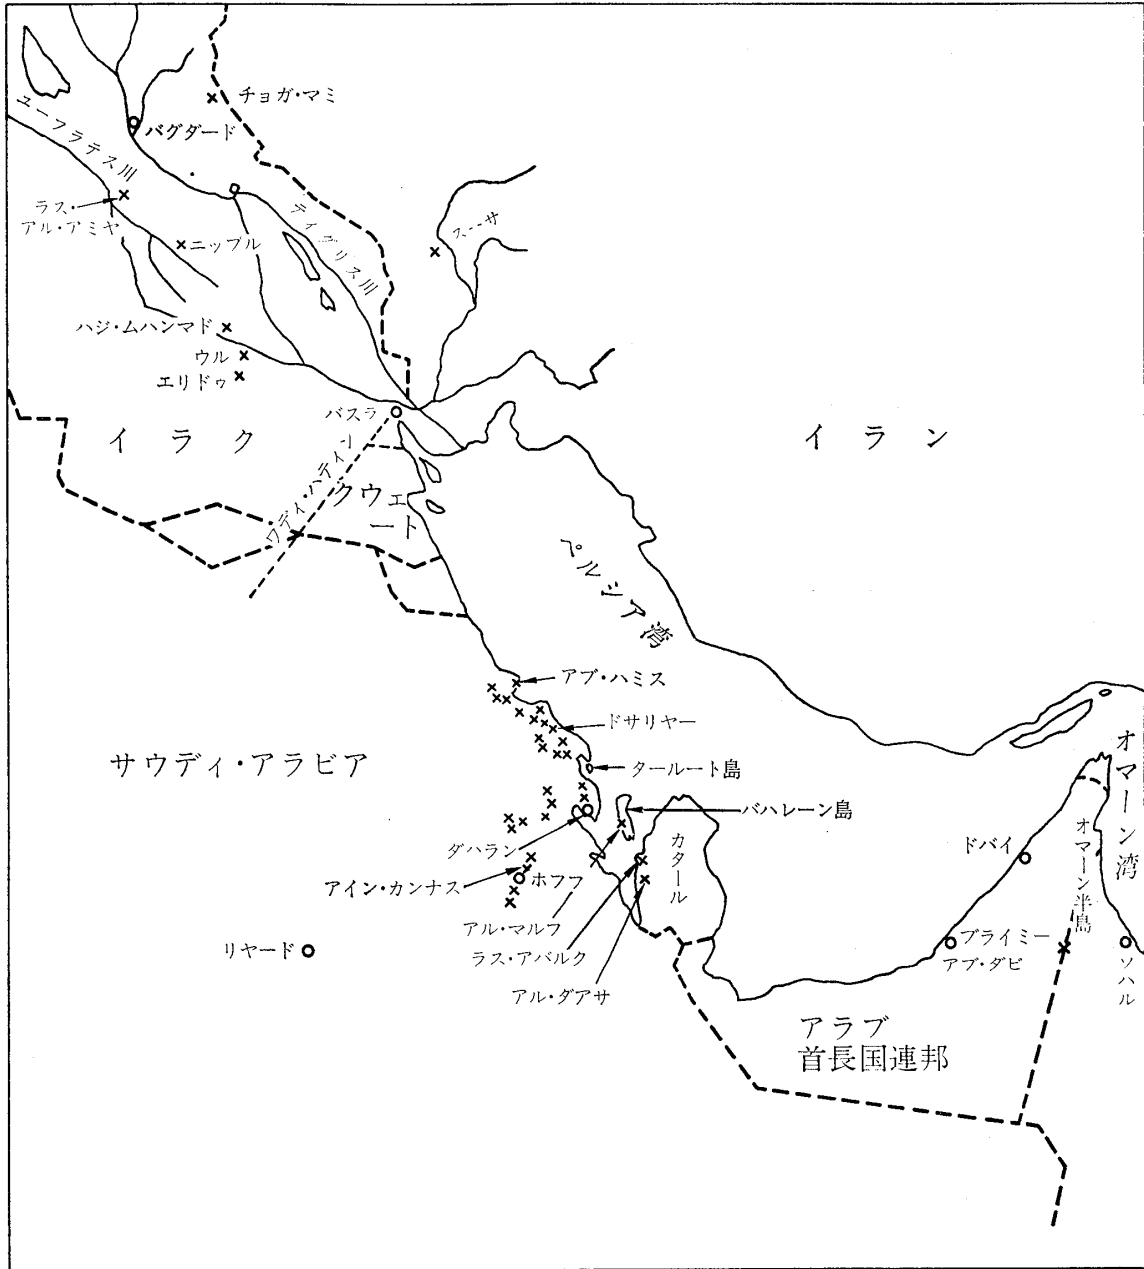 チョガ・マミ
バグダード
ユーフラテス川
ラス・
アル・アミヤ
ニップル
ティグリス川
スーサ
ハジ・ムハンマド
ウル
エリドゥ
バスラ
イラク
イラン
ワディ・バティン
クウェ
ート
ペルシア湾
アブ・ハミス
ドサリヤー
サウディ・アラビア
タールート島
バハレーン島
オマーン湾
ダハラン
カタール
ドバイ
オマーン半島
アイン・カンナス
ホフフ
アル・マルフ
ラス・アバルク
アル・ダアサ
リヤード
ブライミー
アブ・ダビ
ソハル
アラブ
首長国連邦